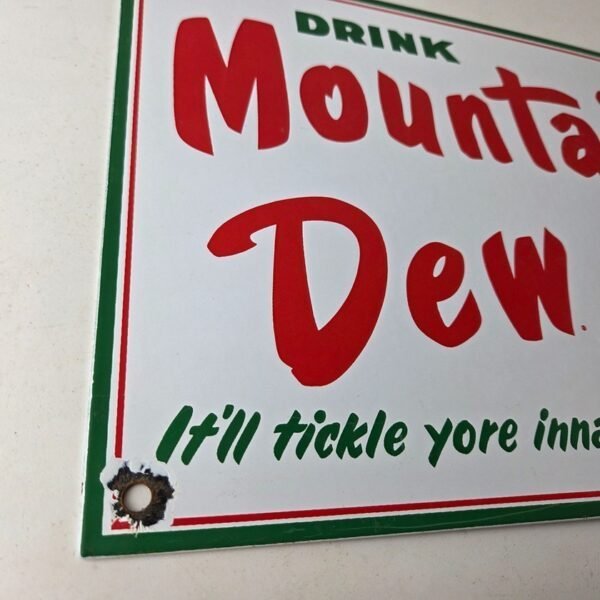 DRINK
Mounta
Dew.
It'll tickle yore inna